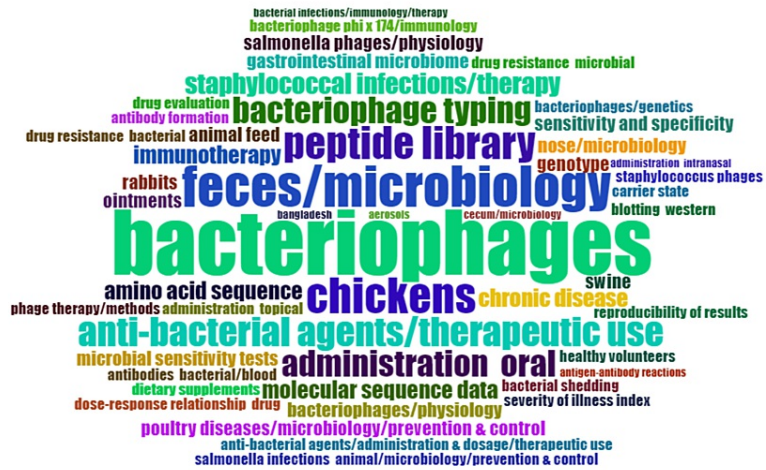 bacterial infections/immunology/therapy
bacteriophage phi x 174/immunology
salmonella phages/physiology
gastrointestinal microbiome drug resistance microbial
staphylococcal infections/therapy
drug evaluation bacteriophage typing bacteriophages/genetics
antibody formation sensitivity and specificity
drug resistance bacterial animal feed peptide library nose/microbiology
immunotherapy genotype administration intranasal
rabbits feces/microbiology staphylococcus phages
carrier state
ointments blotting western
bangladesh aerosols cecum/microbiology
bacteriophages
swine
amino acid sequence chickens chronic disease
phage therapy/methods administration topical reproducibility of results
anti-bacterial agents/therapeutic use
microbial sensitivity tests administration oral healthy volunteers
antibodies bacterial/blood antigen-antibody reactions
dietary supplements molecular sequence data bacterial shedding
dose-response relationship drug bacteriophages/physiology severity of illness index
poultry diseases/microbiology/prevention & control
anti-bacterial agents/administration & dosage/therapeutic use
salmonella infections animal/microbiology/prevention & control